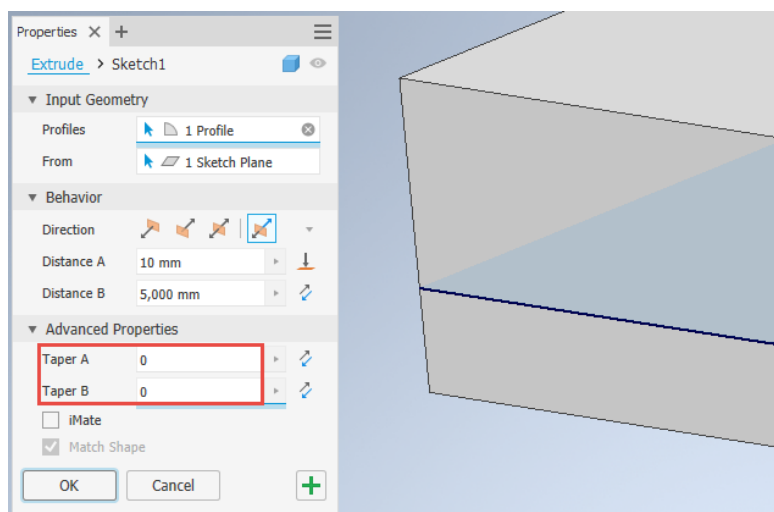 Properties × +
Extrude > Sketch1
Input Geometry
Profiles 1 Profile
From 1 Sketch Plane
Behavior
Direction
Distance A 10 mm
Distance B 5,000 mm
Advanced Properties
Taper A 0
Taper B 0
iMate
Match Shape
OK Cancel